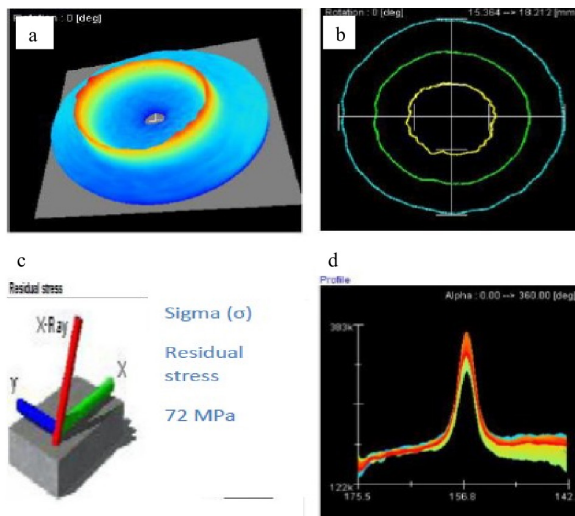 a
Rotation : 0 [deg]
b
Rotation : 0 [deg]
15.364 --> 18.212 [mm]
c
Residual stress
X-Ray
X
Y
Sigma (σ)
Residual
stress
72 MPa
d
Profile
Alpha : 0.00 --> 360.00 [deg]
383k
122k
175.5
156.8
142